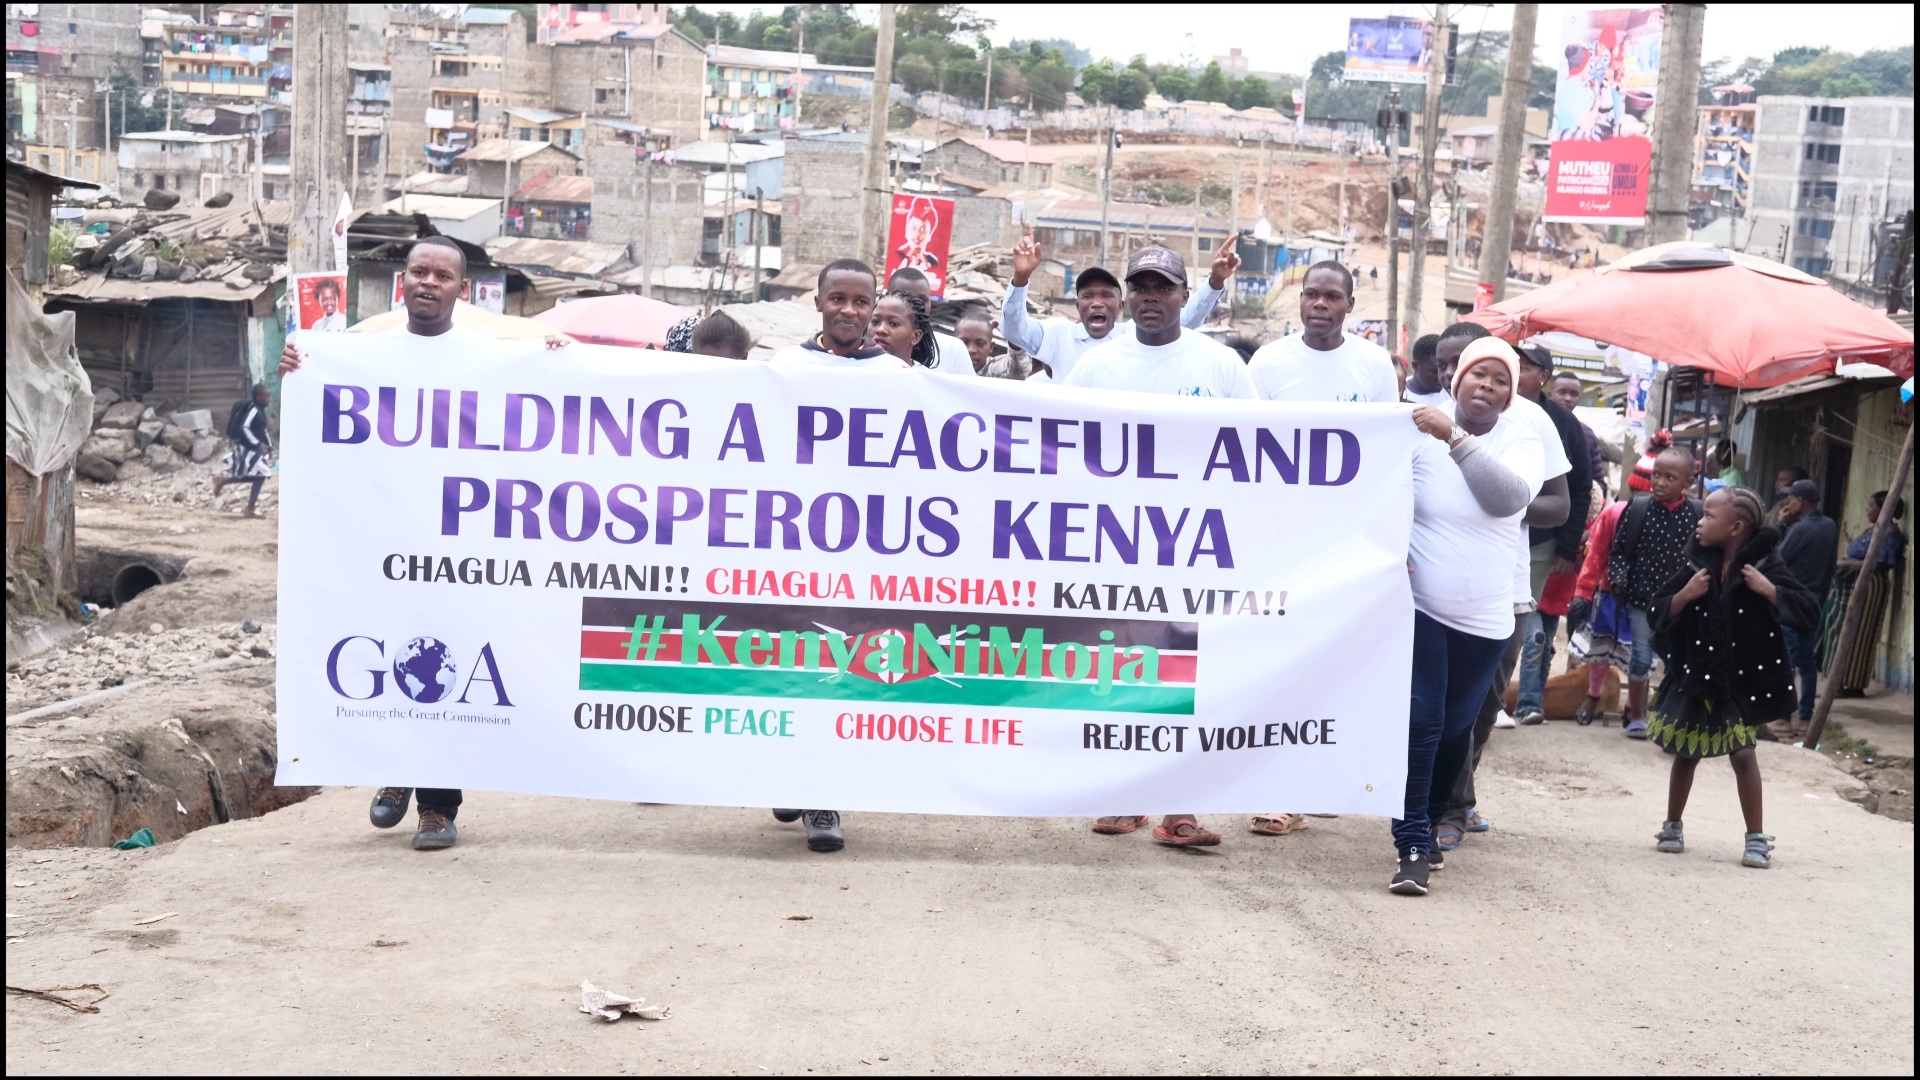 BUILDING A PEACEFUL AND
PROSPEROUS KENYA
CHAGUA AMANI!! CHAGUA MAISHA!! KATAA VITA!!
#KenyaNiMoja
GOA
Pursuing the Great Commission
CHOOSE PEACE CHOOSE LIFE REJECT VIOLENCE
MUTHEU